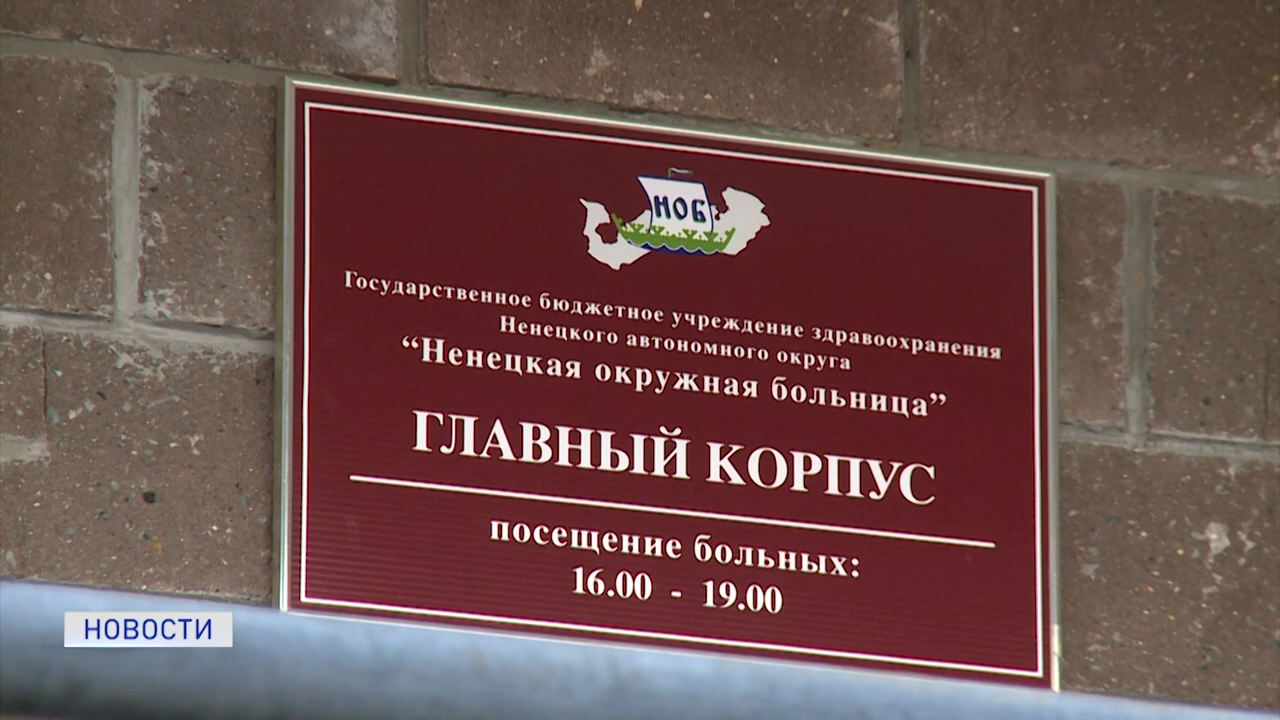 НОБ
Государственное бюджетное учреждение здравоохранения
Ненецкого автономного округа
“Ненецкая окружная больница”
ГЛАВНЫЙ КОРПУС
посещение больных:
16.00 - 19.00
НОВОСТИ